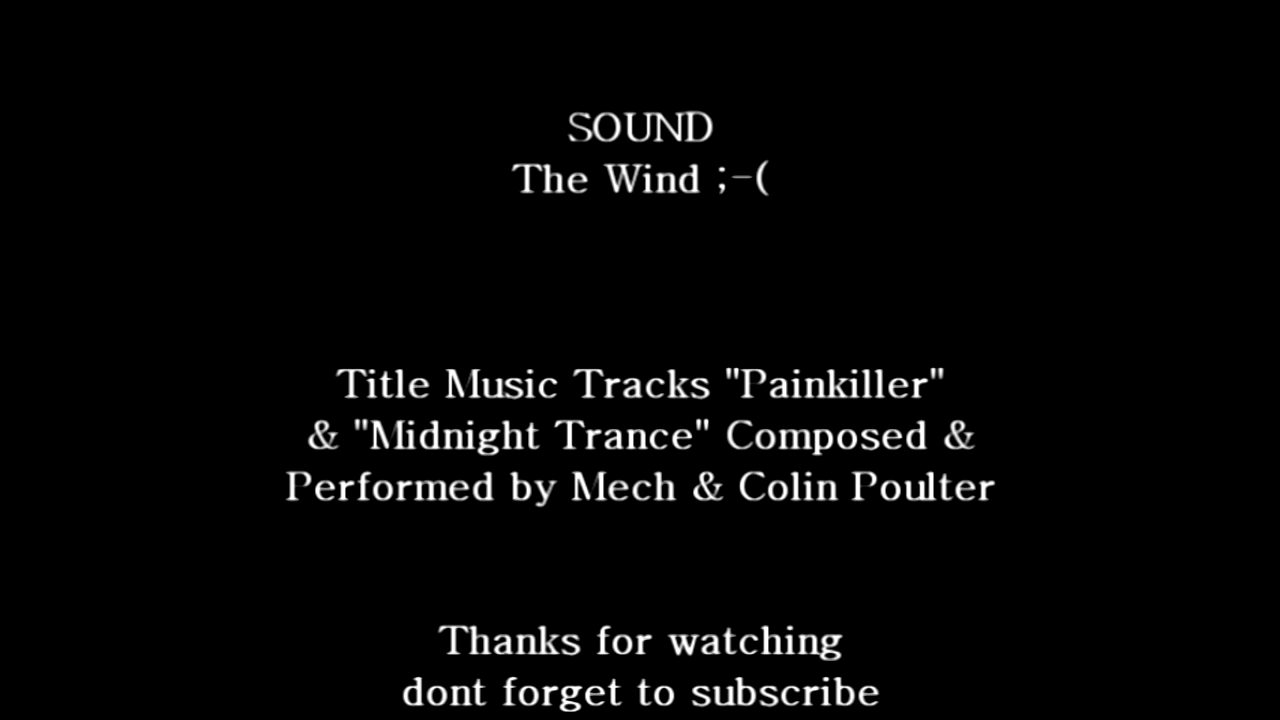 SOUND
The Wind ;-(
Title Music Tracks "Painkiller"
& "Midnight Trance" Composed &
Performed by Mech & Colin Poulter
Thanks for watching
dont forget to subscribe